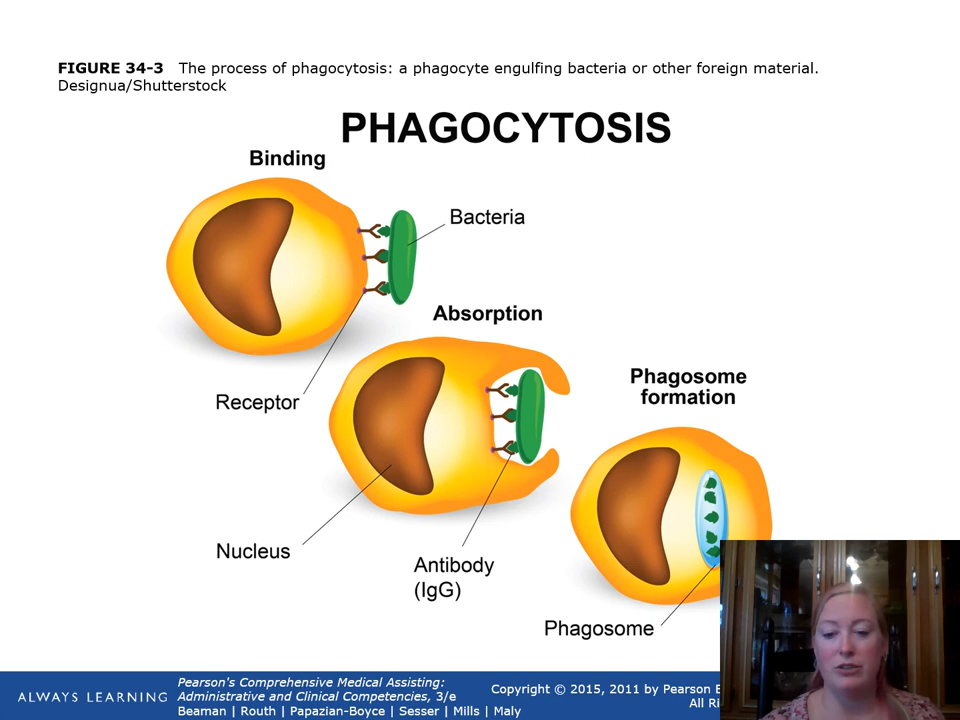 FIGURE 34-3 The process of phagocytosis: a phagocyte engulfing bacteria or other foreign material.
Designua/Shutterstock
PHAGOCYTOSIS
Binding
Bacteria
Absorption
Receptor
Phagosome
formation
Nucleus
Antibody
(IgG)
Phagosome
ALWAYS LEARNING
Pearson's Comprehensive Medical Assisting:
Administrative and Clinical Competencies, 3/e
Beaman | Routh | Papazian-Boyce | Sesser | Mills | Maly
Copyright © 2015, 2011 by Pearson
All